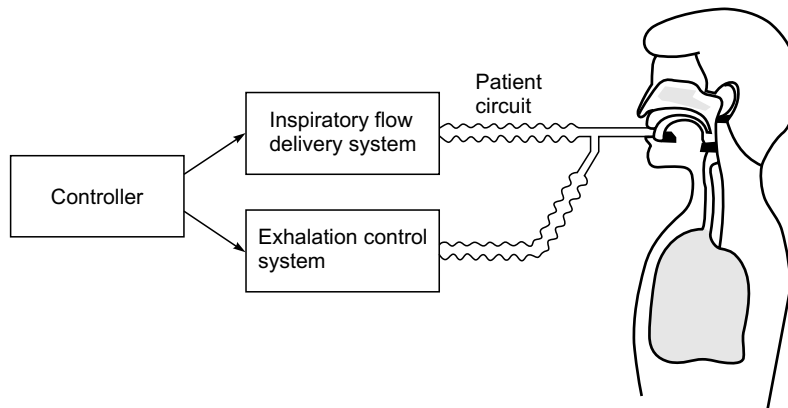 Patient
circuit
Inspiratory flow
delivery system
Controller
Exhalation control
system